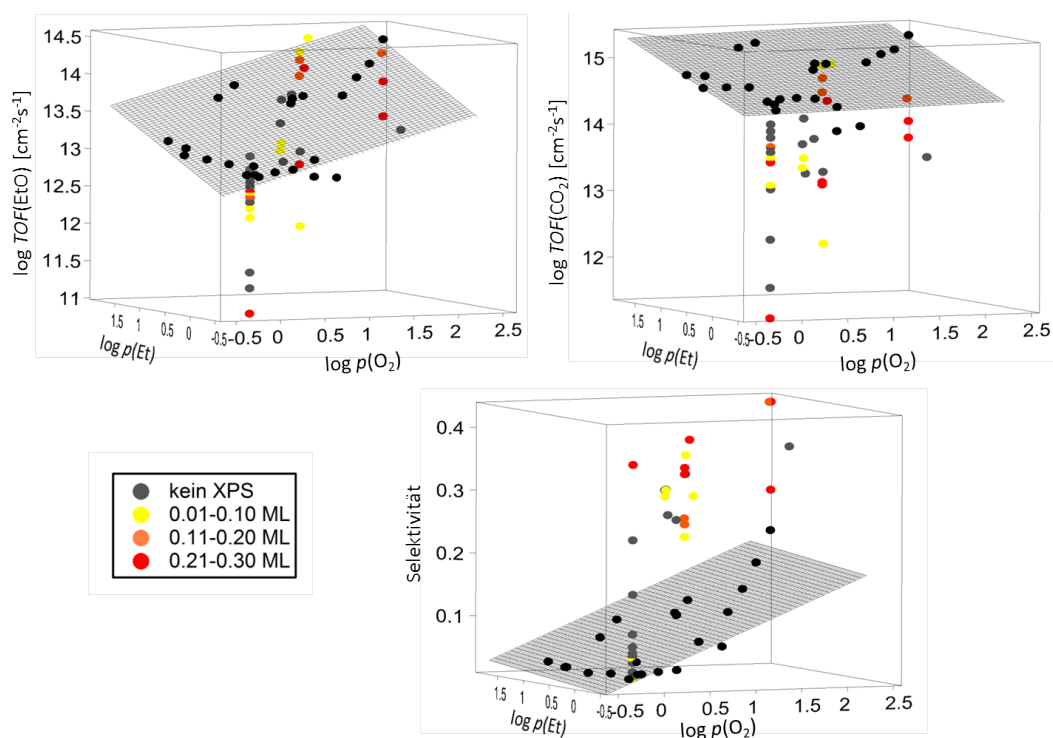 14.5
14
13.5
13
12.5
12
11.5
11
log TOF(EtO) [cm⁻²s⁻¹]
1.5 1 0.5 0 -0.5
log p(Et)
-0.5 0 0.5 1 1.5 2 2.5
log p(O₂)
15
14
13
12
log TOF(CO₂) [cm⁻²s⁻¹]
1.5 1 0.5 0 -0.5
log p(Et)
-0.5 0 0.5 1 1.5 2 2.5
log p(O₂)
kein XPS
0.01-0.10 ML
0.11-0.20 ML
0.21-0.30 ML
0.4
0.3
0.2
0.1
Selektivität
1.5 1 0.5 0
log p(Et)
-0.5 0 0.5 1 1.5 2 2.5
log p(O₂)